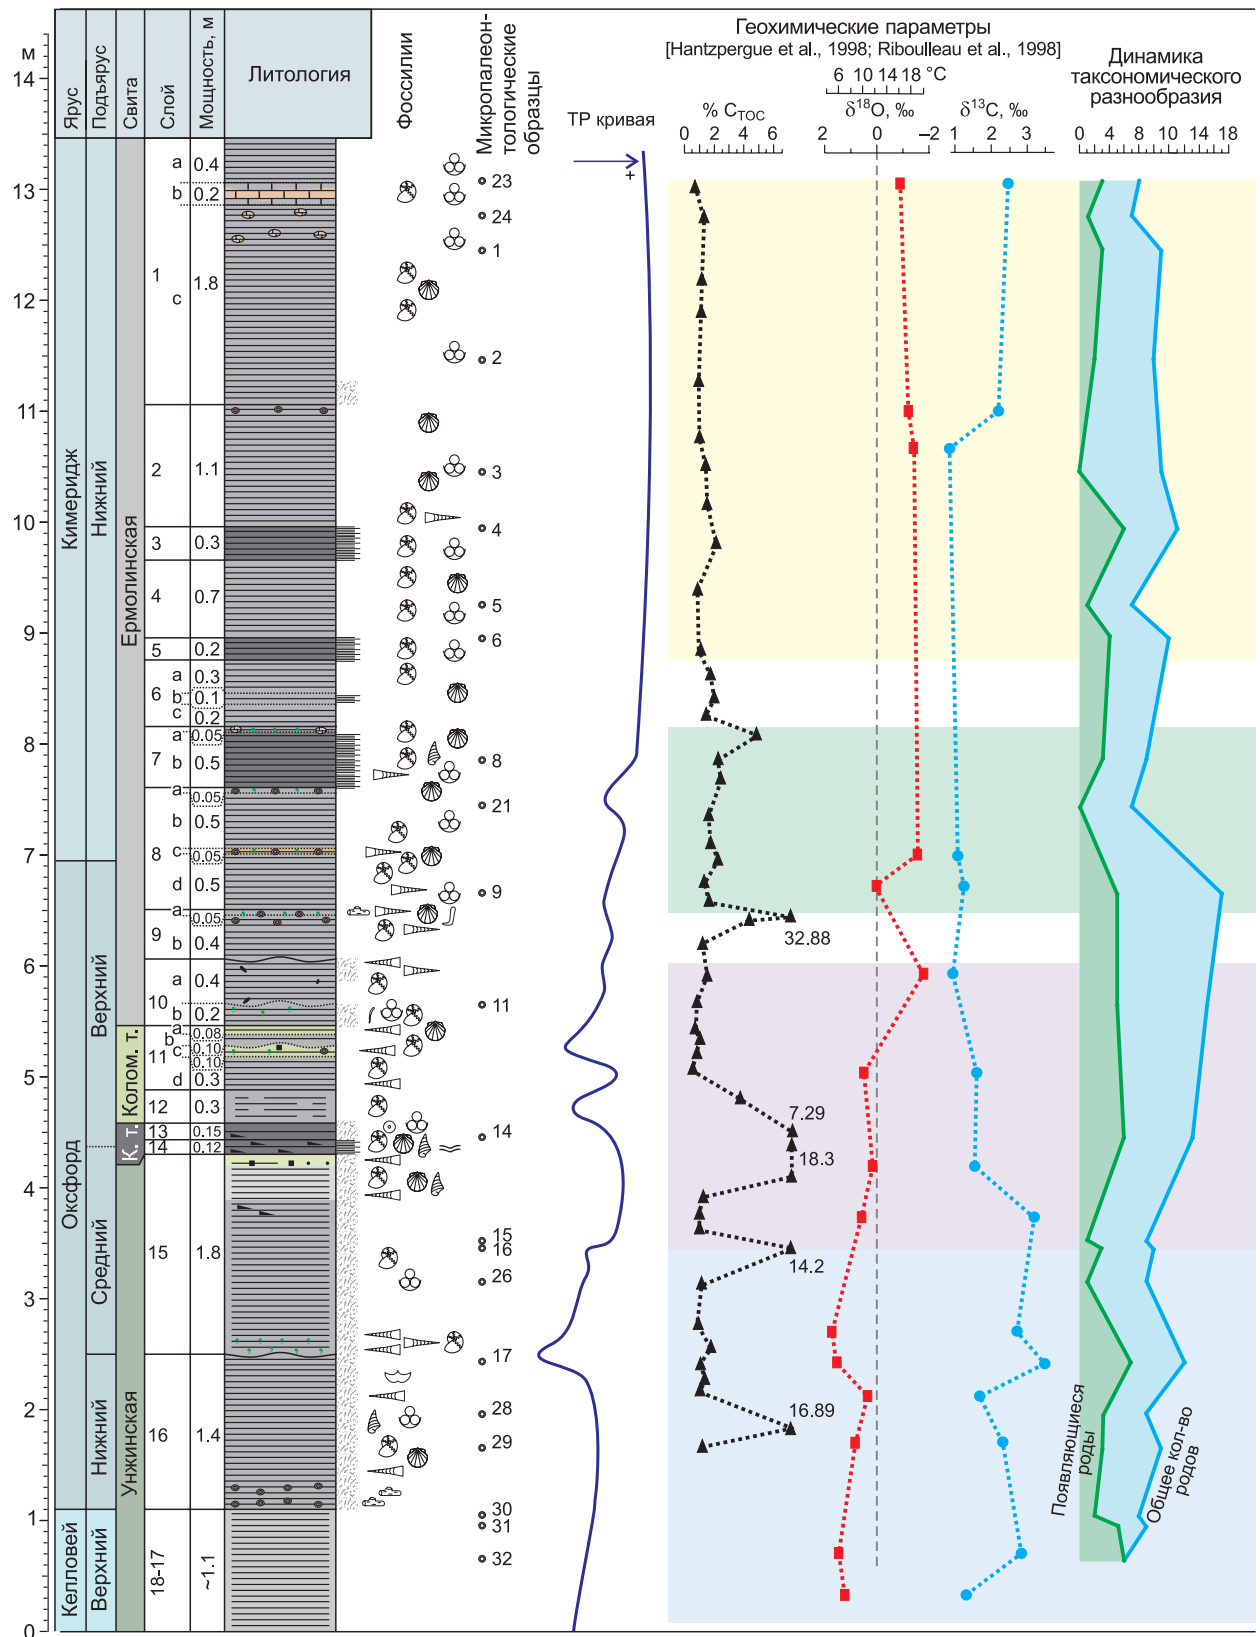 Геохимические параметры
[Hantzpergue et al., 1998; Riboulleau et al., 1998]
Динамика
таксономического
разнообразия
Ярус
Подъярус
Свита
Слой
Мощность, м
Литология
Фоссилии
Микропалеон-
тологические
образцы
ТР кривая
+
6 10 14 18 °C
% CTOC
0 2 4 6
δ18O, ‰
2 0 –2
δ13C, ‰
1 2 3
0 4 8 10 14 18
м
14
13
12
11
10
9
8
7
6
5
4
3
2
1
0
Кимеридж
Оксфорд
Келловей
Нижний
Верхний
Средний
Нижний
Верхний
Ермолинская
Колом. т.
К. т.
Унжинская
1
a 0.4
b 0.2
c 1.8
2 1.1
3 0.3
4 0.7
5 0.2
6
a 0.3
b 0.1
c 0.2
7
a 0.05
b 0.5
8
a 0.05
b 0.5
c 0.05
d 0.5
9
a 0.05
b 0.4
10
a 0.4
b 0.2
11
a 0.08
b
c 0.10
0.10
d 0.3
12 0.3
13 0.15
14 0.12
15 1.8
16 1.4
18-17 ~1.1
23
24
1
2
3
4
5
6
8
21
9
11
14
15
16
26
17
28
29
30
31
32
32.88
7.29
18.3
14.2
16.89
Появляющиеся
роды
Общее кол-во
родов